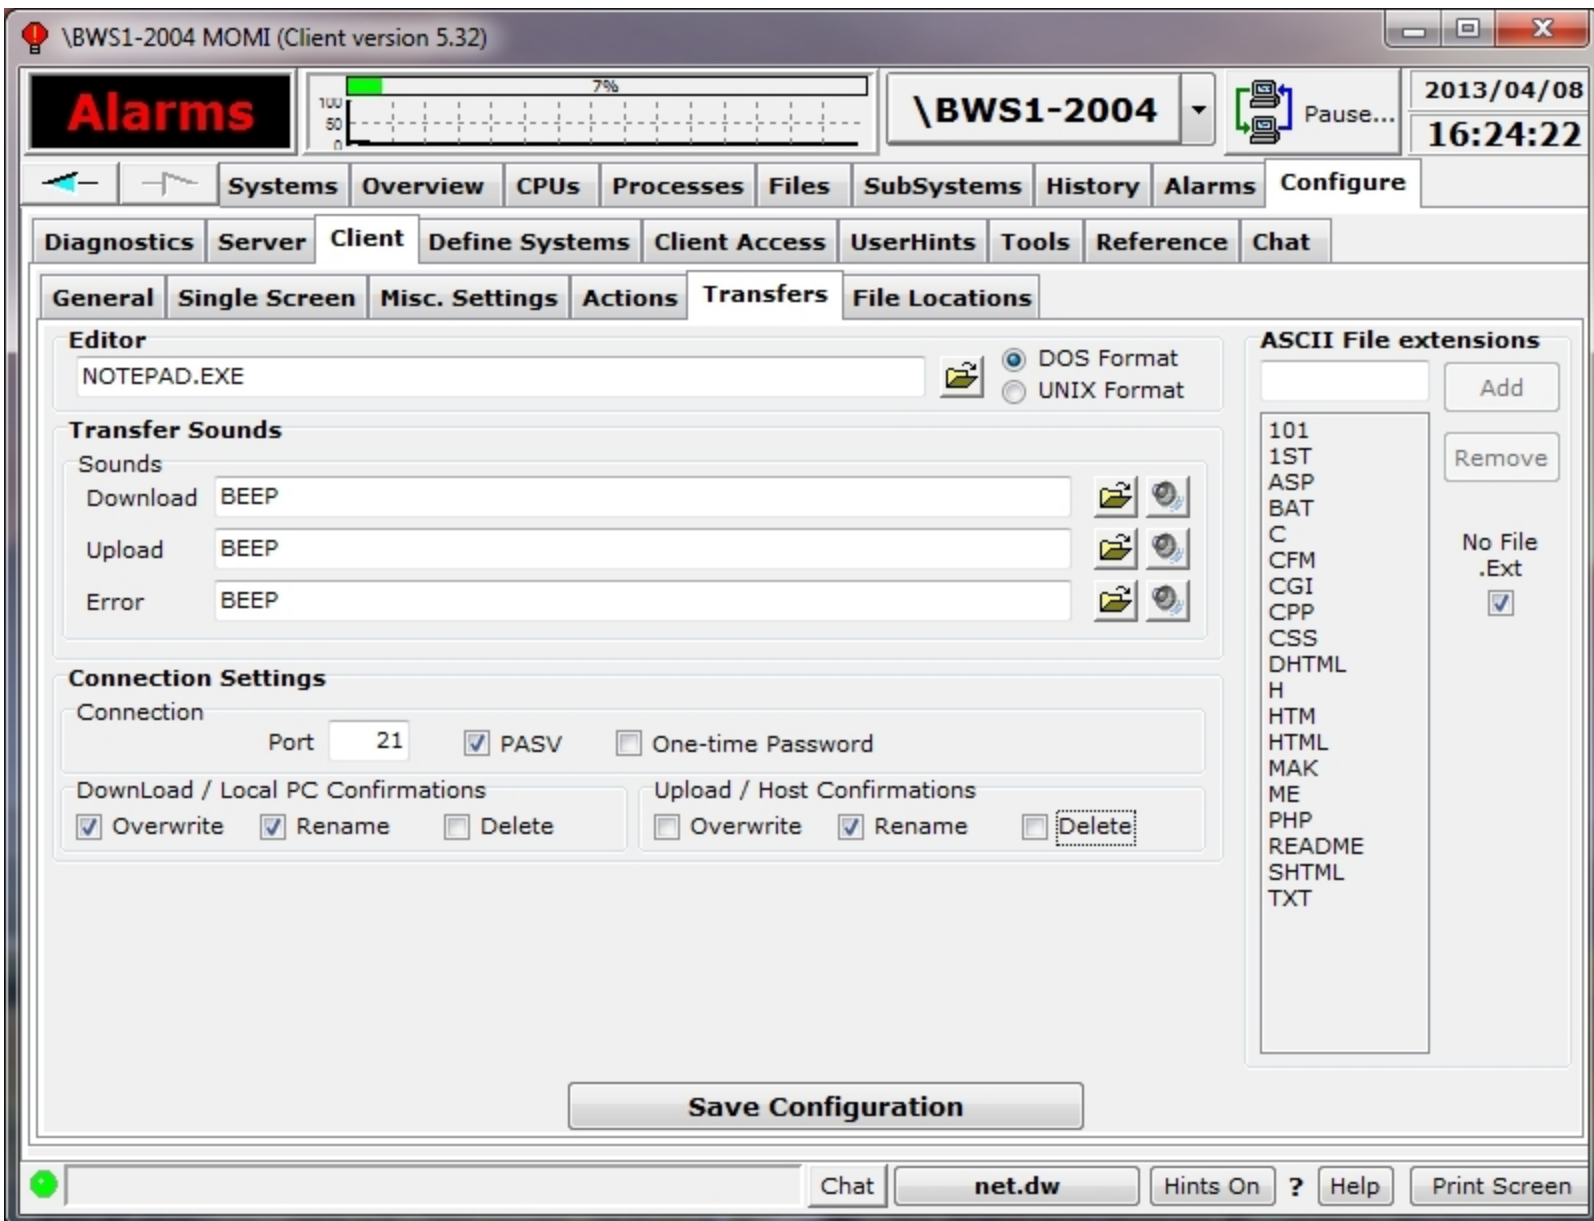 \BWS1-2004 MOMI (Client version 5.32)
Alarms
7%
100
50
0
\BWS1-2004
Pause...
2013/04/08
16:24:22
Systems Overview CPUs Processes Files SubSystems History Alarms Configure
Diagnostics Server Client Define Systems Client Access UserHints Tools Reference Chat
General Single Screen Misc. Settings Actions Transfers File Locations
Editor
NOTEPAD.EXE
DOS Format
UNIX Format
Transfer Sounds
Sounds
Download BEEP
Upload BEEP
Error BEEP
Connection Settings
Connection
Port 21 PASV One-time Password
DownLoad / Local PC Confirmations
Overwrite Rename Delete
Upload / Host Confirmations
Overwrite Rename Delete
ASCII File extensions
Add
Remove
101
1ST
ASP
BAT
C
CFM
CGI
CPP
CSS
DHTML
H
HTM
HTML
MAK
ME
PHP
README
SHTML
TXT
No File
.Ext
Save Configuration
Chat net.dw Hints On ? Help Print Screen